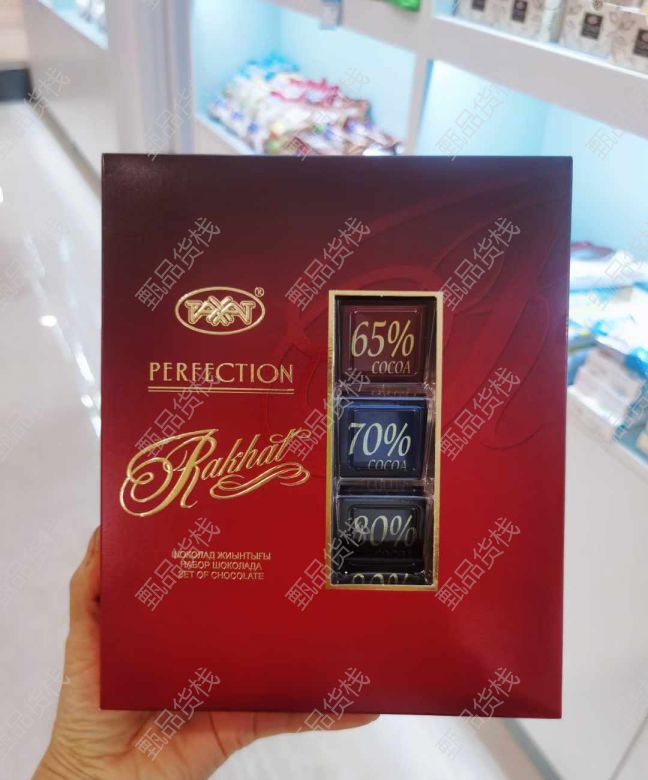 РАХАТ®
PERFECTION
Rakhat
ШОКОЛАД ЖИЫНТЫҒЫ
НАБОР ШОКОЛАДА
SET OF CHOCOLATE
65%
COCOA
70%
COCOA
80%
COCOA
甄品货栈